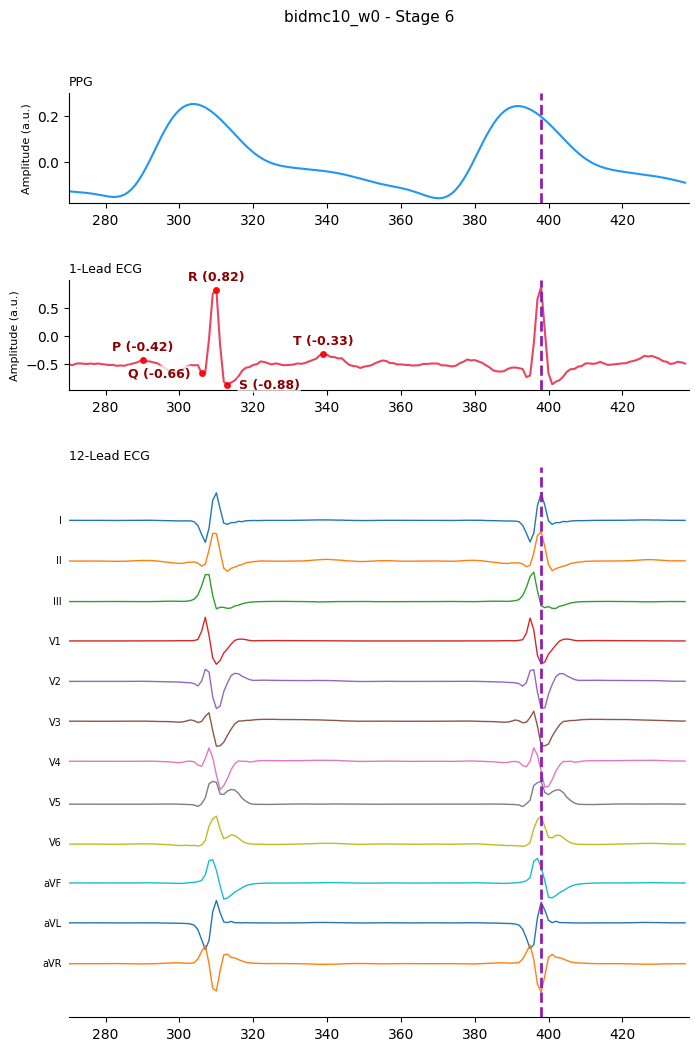 bidmc10_w0 - Stage 6
PPG
Amplitude (a.u.)
0.2
0.0
280 300 320 340 360 380 400 420
1-Lead ECG
Amplitude (a.u.)
0.5
0.0
−0.5
R (0.82)
P (-0.42)
T (-0.33)
Q (-0.66)
S (-0.88)
280 300 320 340 360 380 400 420
12-Lead ECG
I
II
III
V1
V2
V3
V4
V5
V6
aVF
aVL
aVR
280 300 320 340 360 380 400 420